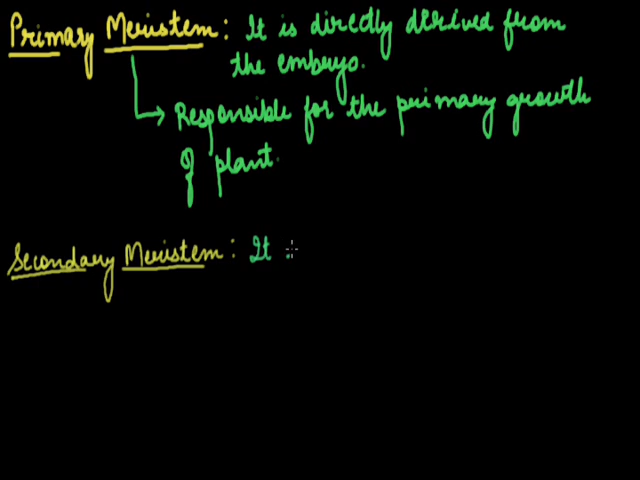 Primary Meristem: It is directly derived from
the embryo.
→ Responsible for the primary growth
of plant.
Secondary Meristem: It